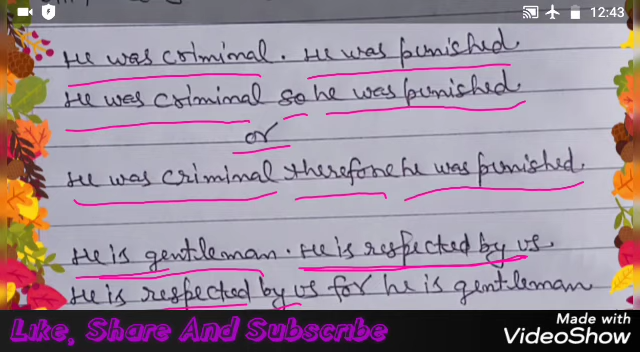 12:43
He was criminal. He was punished.
He was criminal so he was punished.
or
He was criminal therefore he was punished.
He is gentleman. He is respected by us.
He is respected by us for he is gentleman
Like, Share And Subscribe
Made with
VideoShow